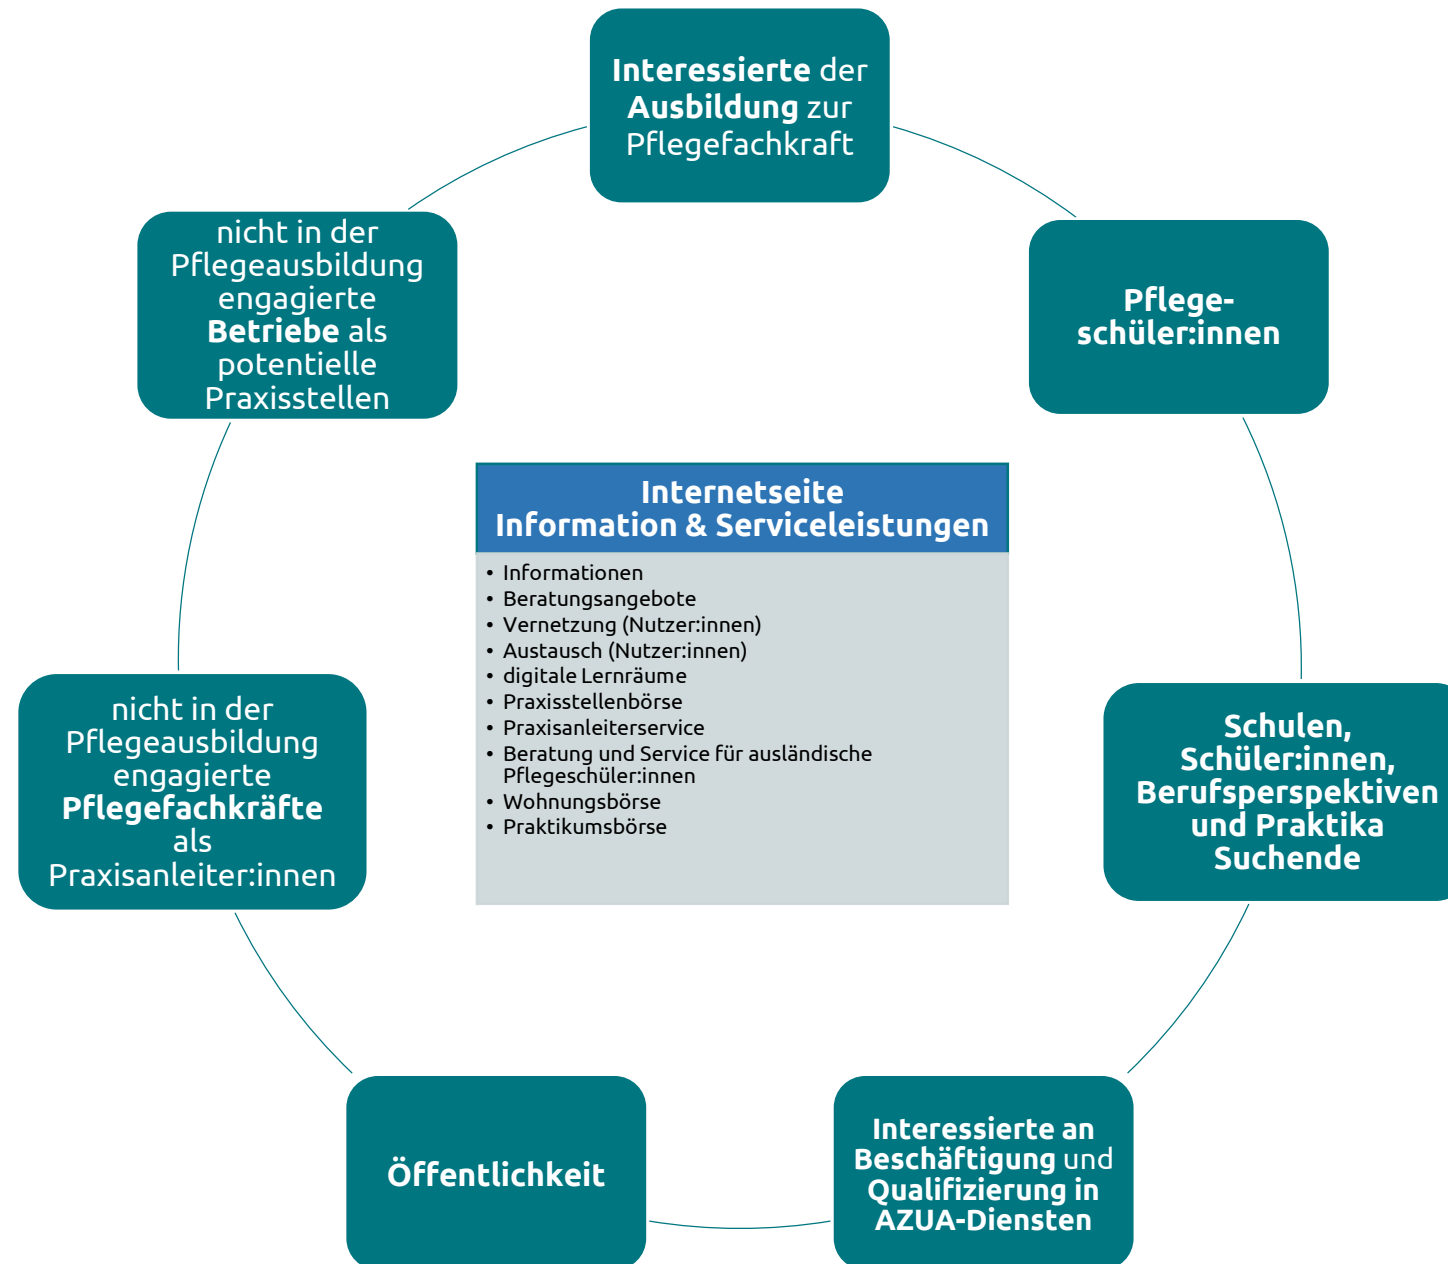 Interessierte der
Ausbildung zur
Pflegefachkraft
nicht in der
Pflegeausbildung
engagierte
Betriebe als
potentielle
Praxisstellen
Pflege-
schüler:innen
Internetseite
Information & Serviceleistungen
• Informationen
• Beratungsangebote
• Vernetzung (Nutzer:innen)
• Austausch (Nutzer:innen)
• digitale Lernräume
• Praxisstellenbörse
• Praxisanleiterservice
• Beratung und Service für ausländische
Pflegeschüler:innen
• Wohnungsbörse
• Praktikumsbörse
nicht in der
Pflegeausbildung
engagierte
Pflegefachkräfte
als
Praxisanleiter:innen
Schulen,
Schüler:innen,
Berufsperspektiven
und Praktika
Suchende
Öffentlichkeit
Interessierte an
Beschäftigung und
Qualifizierung in
AZUA-Diensten